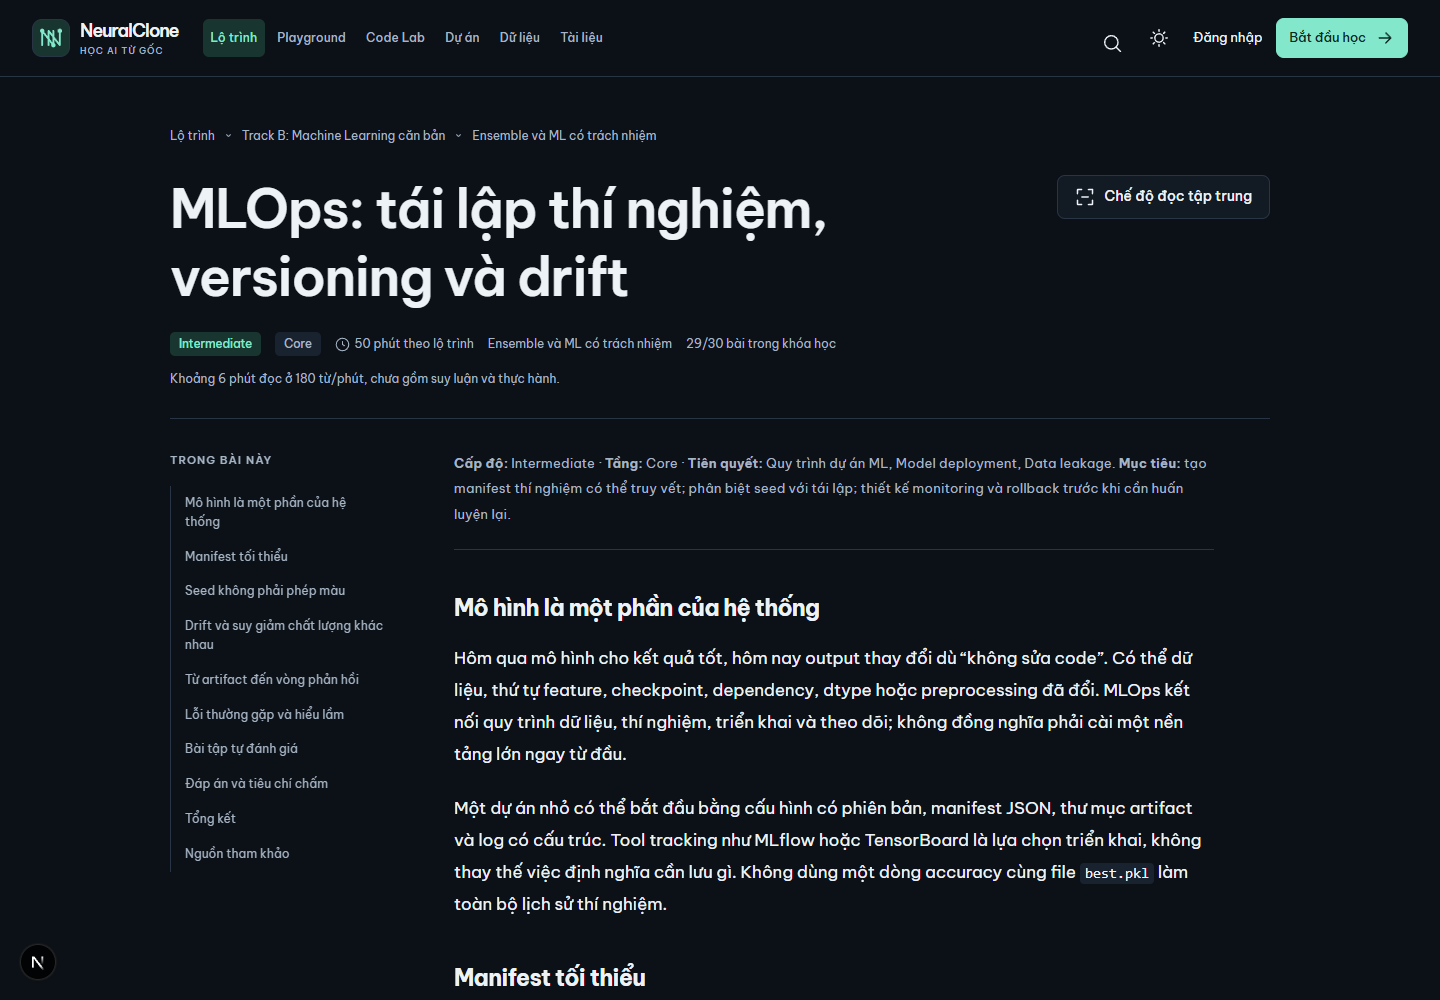 NeuralClone
HỌC AI TỪ GỐC
Lộ trình
Playground
Code Lab
Dự án
Dữ liệu
Tài liệu
Đăng nhập
Bắt đầu học
Lộ trình
Track B: Machine Learning căn bản
Ensemble và ML có trách nhiệm
MLOps: tái lập thí nghiệm,
versioning và drift
Chế độ đọc tập trung
Intermediate
Core
50 phút theo lộ trình
Ensemble và ML có trách nhiệm
29/30 bài trong khóa học
Khoảng 6 phút đọc ở 180 từ/phút, chưa gồm suy luận và thực hành.
TRONG BÀI NÀY
Mô hình là một phần của hệ
thống
Manifest tối thiểu
Seed không phải phép màu
Drift và suy giảm chất lượng khác
nhau
Từ artifact đến vòng phản hồi
Lỗi thường gặp và hiểu lầm
Bài tập tự đánh giá
Đáp án và tiêu chí chấm
Tổng kết
Nguồn tham khảo
Cấp độ: Intermediate · Tầng: Core · Tiên quyết: Quy trình dự án ML, Model deployment, Data leakage. Mục tiêu: tạo
manifest thí nghiệm có thể truy vết; phân biệt seed với tái lập; thiết kế monitoring và rollback trước khi cần huấn
luyện lại.
Mô hình là một phần của hệ thống
Hôm qua mô hình cho kết quả tốt, hôm nay output thay đổi dù “không sửa code”. Có thể dữ
liệu, thứ tự feature, checkpoint, dependency, dtype hoặc preprocessing đã đổi. MLOps kết
nối quy trình dữ liệu, thí nghiệm, triển khai và theo dõi; không đồng nghĩa phải cài một nền
tảng lớn ngay từ đầu.
Một dự án nhỏ có thể bắt đầu bằng cấu hình có phiên bản, manifest JSON, thư mục artifact
và log có cấu trúc. Tool tracking như MLflow hoặc TensorBoard là lựa chọn triển khai, không
thay thế việc định nghĩa cần lưu gì. Không dùng một dòng accuracy cùng file best.pkl làm
toàn bộ lịch sử thí nghiệm.
Manifest tối thiểu